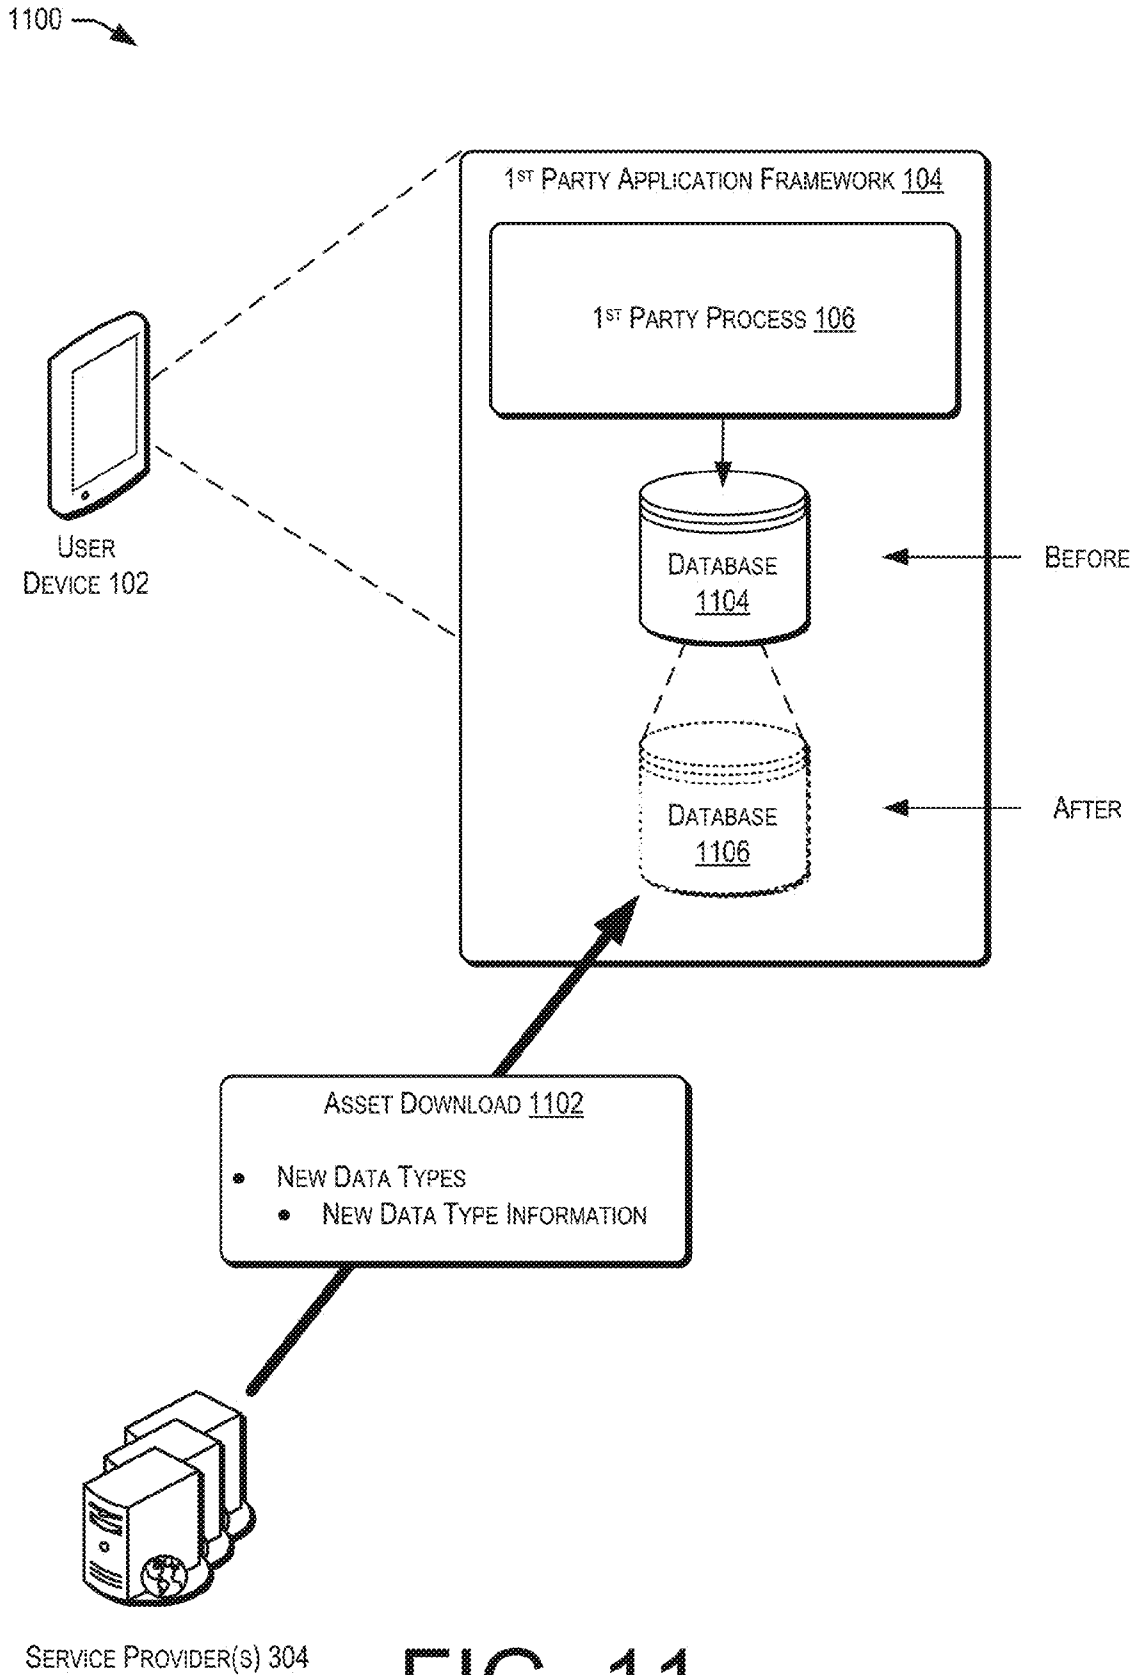 1100
1ST PARTY APPLICATION FRAMEWORK 104
1ST PARTY PROCESS 106
USER
DEVICE 102
DATABASE
1104
BEFORE
DATABASE
1106
AFTER
ASSET DOWNLOAD 1102
• NEW DATA TYPES
• NEW DATA TYPE INFORMATION
SERVICE PROVIDER(S) 304
FIG. 11